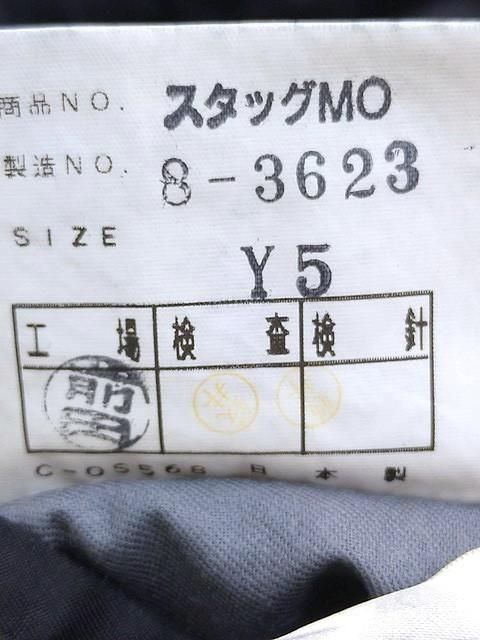 商品NO. スタッグMO
製造NO. 8-3623
SIZE Y5
工場 検査 検針
C-0556B 日本製